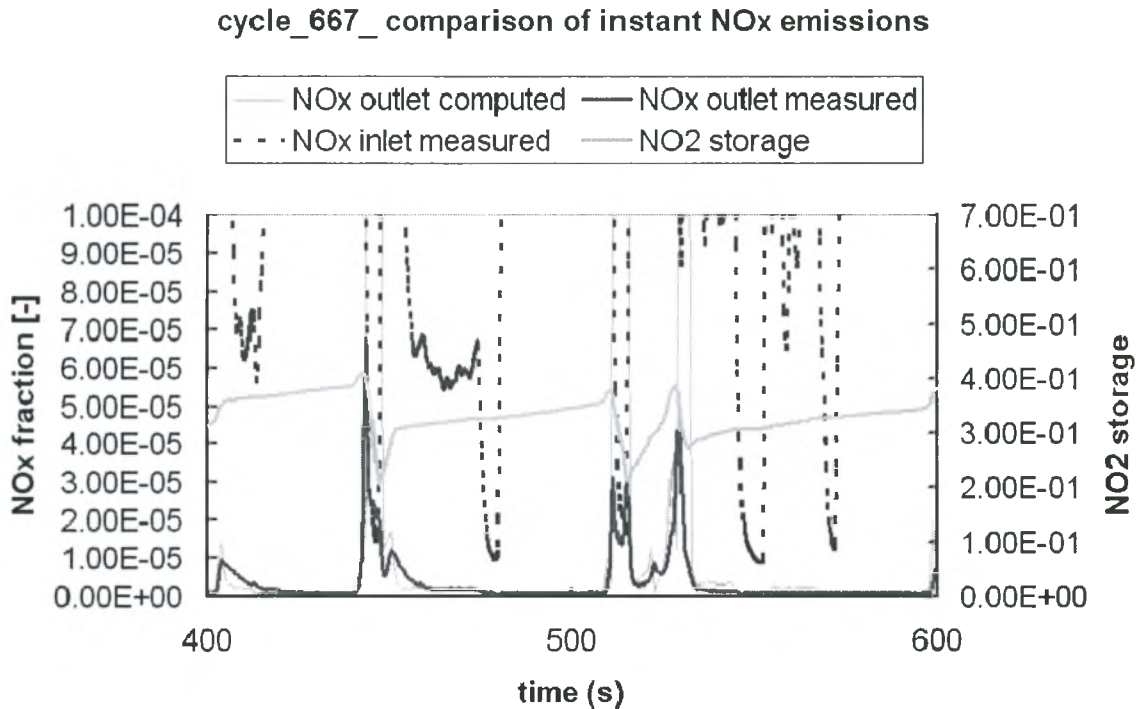 cycle_667_ comparison of instant NOx emissions
NOx outlet computed NOx outlet measured
NOx inlet measured NO2 storage
1.00E-04 7.00E-01
9.00E-05 6.00E-01
8.00E-05
7.00E-05 5.00E-01
6.00E-05 4.00E-01
5.00E-05
4.00E-05 3.00E-01
3.00E-05 2.00E-01
2.00E-05
1.00E-05 1.00E-01
0.00E+00 0.00E+00
NOx fraction [-]
NO2 storage
400 500 600
time (s)